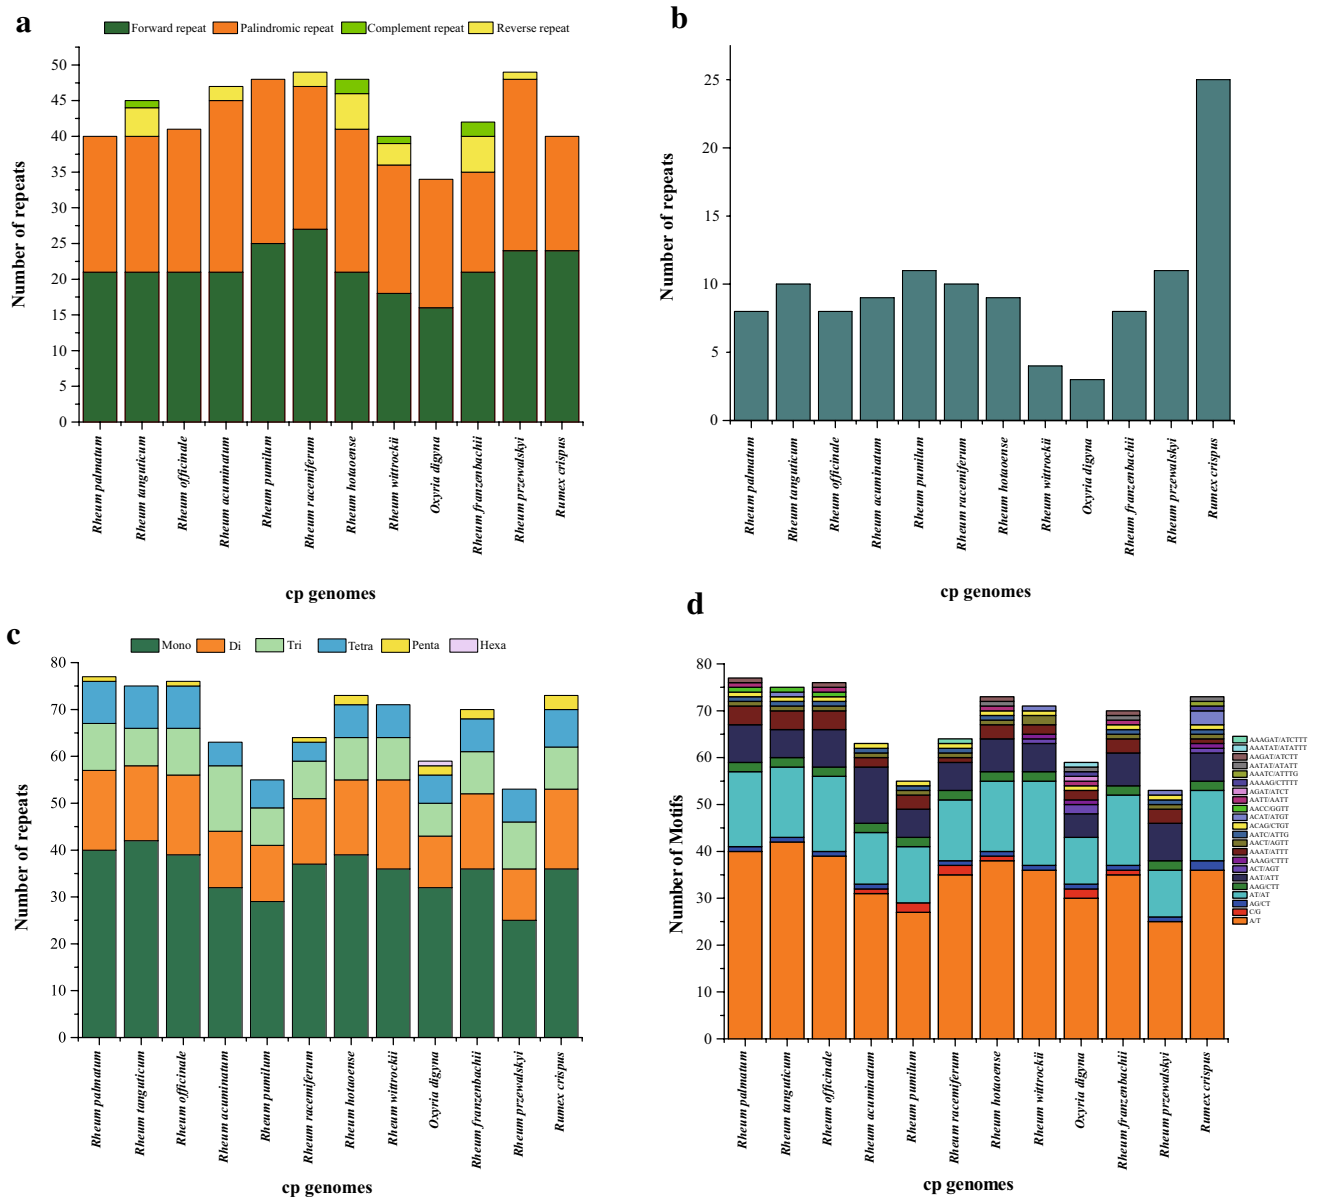 a
Forward repeat Palindromic repeat Complement repeat Reverse repeat
50
45
40
35
30
25
20
15
10
5
0
Number of repeats
Rheum palmatum
Rheum tanguticum
Rheum officinale
Rheum acuminatum
Rheum pumilum
Rheum racemiferum
Rheum hotaoense
Rheum wittrockii
Oxyria digyna
Rheum franzenbachii
Rheum przewalskyi
Rumex crispus
cp genomes
b
25
20
15
10
5
0
Number of repeats
Rheum palmatum
Rheum tanguticum
Rheum officinale
Rheum acuminatum
Rheum pumilum
Rheum racemiferum
Rheum hotaoense
Rheum wittrockii
Oxyria digyna
Rheum franzenbachii
Rheum przewalskyi
Rumex crispus
cp genomes
c
Mono Di Tri Tetra Penta Hexa
80
70
60
50
40
30
20
10
0
Number of repeats
Rheum palmatum
Rheum tanguticum
Rheum officinale
Rheum acuminatum
Rheum pumilum
Rheum racemiferum
Rheum hotaoense
Rheum wittrockii
Oxyria digyna
Rheum franzenbachii
Rheum przewalskyi
Rumex crispus
cp genomes
d
80
70
60
50
40
30
20
10
0
Number of Motifs
Rheum palmatum
Rheum tanguticum
Rheum officinale
Rheum acuminatum
Rheum pumilum
Rheum racemiferum
Rheum hotaoense
Rheum wittrockii
Oxyria digyna
Rheum franzenbachii
Rheum przewalskyi
Rumex crispus
cp genomes
AAAGAT/ATCTTT
AAATAT/ATATTT
AAGAT/ATCTT
AATAT/ATATT
AAATC/ATTTG
AAAAG/CTTTT
AGAT/ATCT
AATT/AATT
AACC/GGTT
ACAT/ATGT
ACAG/CTGT
AATC/ATTG
AACT/AGTT
AAAT/ATTT
AAAG/CTTT
ACT/AGT
AAT/ATT
AAG/CTT
AT/AT
AG/CT
C/G
A/T